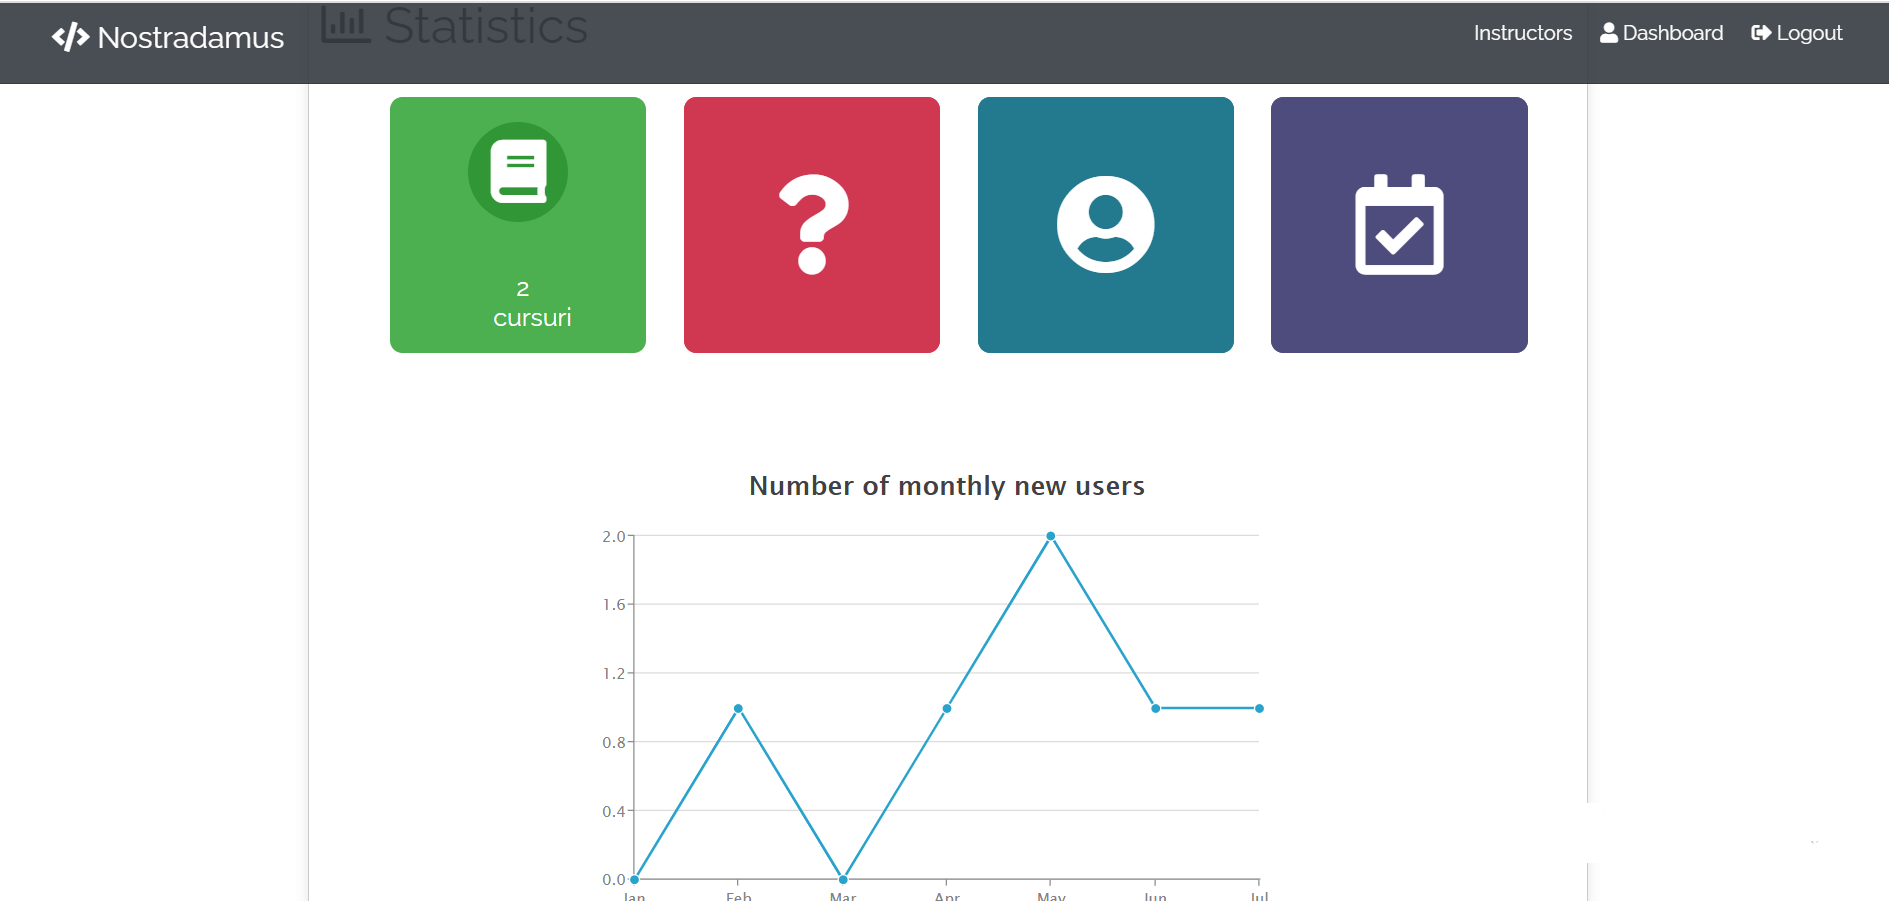 Nostradamus
Statistics
Instructors
Dashboard
Logout
2
cursuri
Number of monthly new users
2.0
1.6
1.2
0.8
0.4
0.0
Jan Feb Mar Apr May Jun Jul